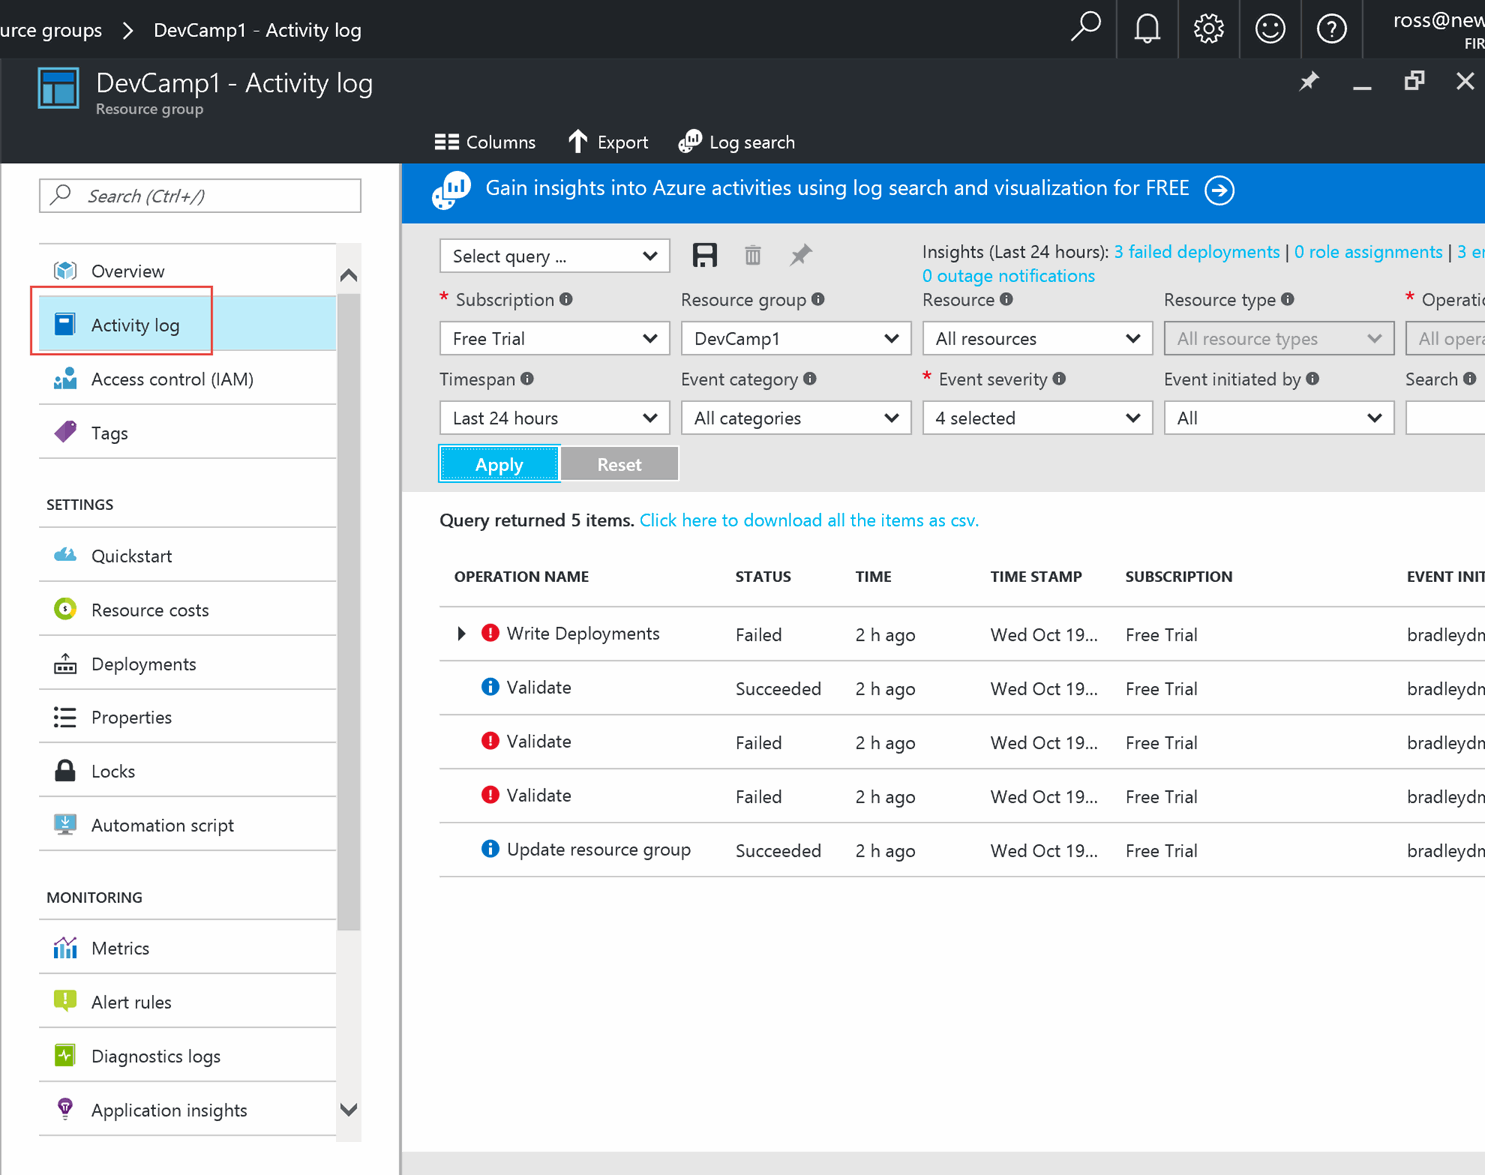 urce groups > DevCamp1 - Activity log
ross@new
FIR
DevCamp1 - Activity log
Resource group
Columns Export Log search
Search (Ctrl+/)
Overview
Activity log
Access control (IAM)
Tags
SETTINGS
Quickstart
Resource costs
Deployments
Properties
Locks
Automation script
MONITORING
Metrics
Alert rules
Diagnostics logs
Application insights
Gain insights into Azure activities using log search and visualization for FREE
Select query ...
Insights (Last 24 hours): 3 failed deployments | 0 role assignments | 3 er
0 outage notifications
* Subscription Resource group Resource Resource type * Operatio
Free Trial DevCamp1 All resources All resource types All opera
Timespan Event category * Event severity Event initiated by Search
Last 24 hours All categories 4 selected All
Apply Reset
Query returned 5 items. Click here to download all the items as csv.
OPERATION NAME STATUS TIME TIME STAMP SUBSCRIPTION EVENT INIT
Write Deployments Failed 2 h ago Wed Oct 19... Free Trial bradleydm
Validate Succeeded 2 h ago Wed Oct 19... Free Trial bradleydm
Validate Failed 2 h ago Wed Oct 19... Free Trial bradleydm
Validate Failed 2 h ago Wed Oct 19... Free Trial bradleydm
Update resource group Succeeded 2 h ago Wed Oct 19... Free Trial bradleydm